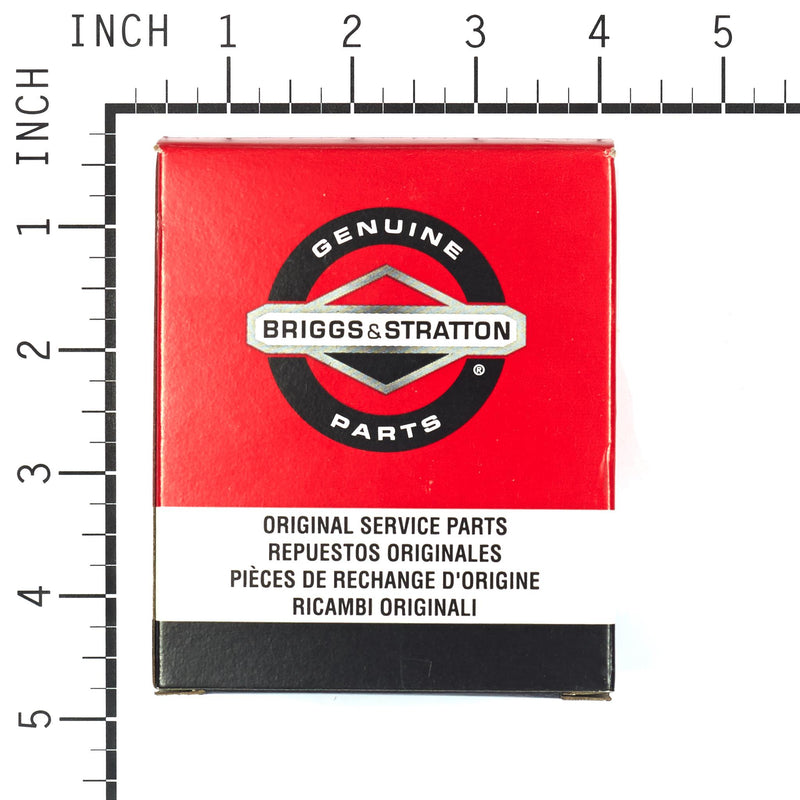 INCH 1 2 3 4 5
INCH
1
2
3
4
5
GENUINE
BRIGGS&STRATTON
®
PARTS
ORIGINAL SERVICE PARTS
REPUESTOS ORIGINALES
PIÈCES DE RECHANGE D'ORIGINE
RICAMBI ORIGINALI